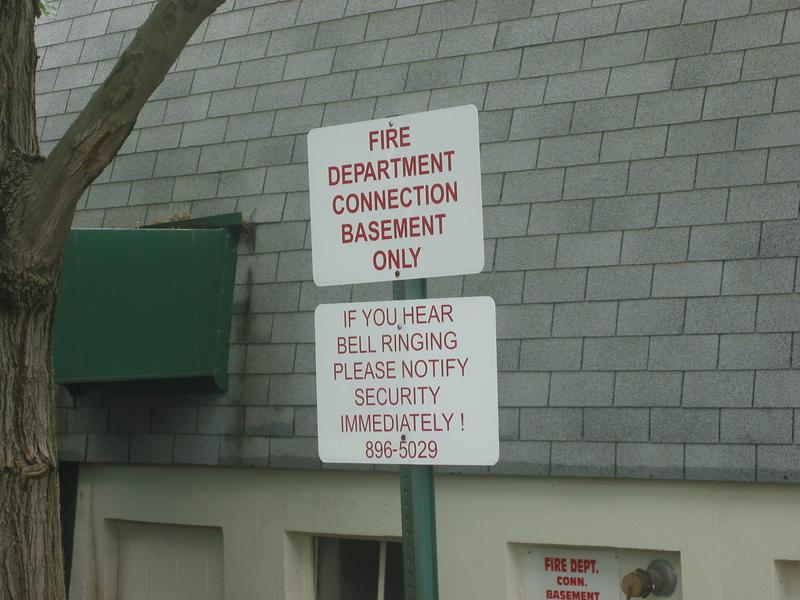 FIRE
DEPARTMENT
CONNECTION
BASEMENT
ONLY
IF YOU HEAR
BELL RINGING
PLEASE NOTIFY
SECURITY
IMMEDIATELY !
896-5029
FIRE DEPT.
CONN.
BASEMENT